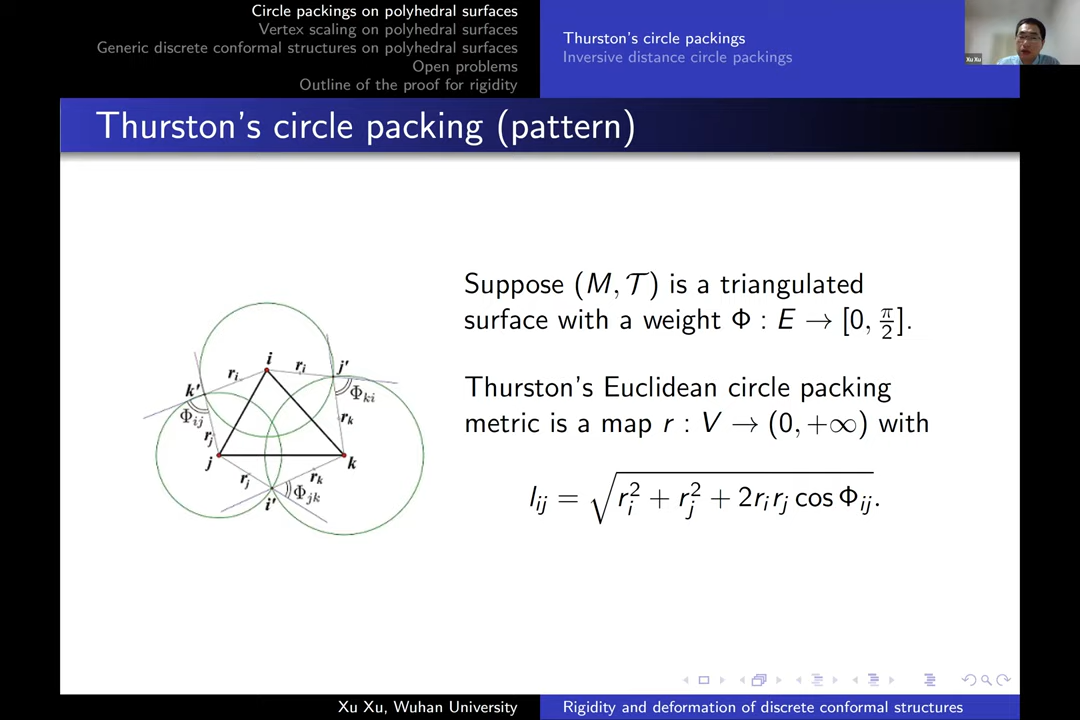 Circle packings on polyhedral surfaces
Vertex scaling on polyhedral surfaces
Generic discrete conformal structures on polyhedral surfaces
Open problems
Outline of the proof for rigidity
Thurston's circle packings
Inversive distance circle packings
Xu Xu
Thurston's circle packing (pattern)
Suppose (M, 𝒯) is a triangulated
surface with a weight Φ : E → [0, π/2].
Thurston's Euclidean circle packing
metric is a map r : V → (0, +∞) with
l_ij = √(r_i^2 + r_j^2 + 2r_i r_j cos Φ_ij).
i
r_i
r_i
j'
k'
Φ_ki
Φ_ij
r_j
r_k
j
k
r_j
r_k
Φ_jk
i'
Xu Xu, Wuhan University
Rigidity and deformation of discrete conformal structures